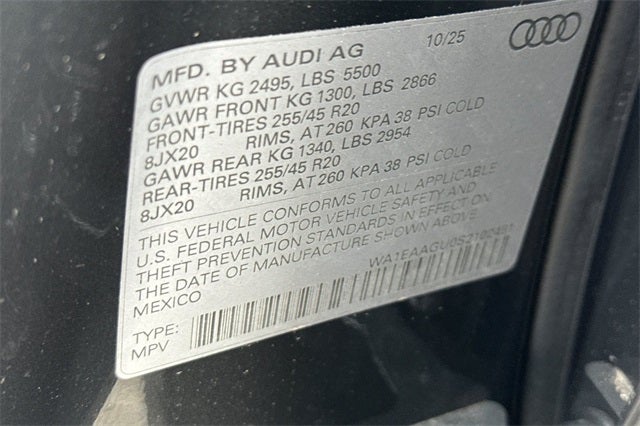 MFD. BY AUDI AG 10/25
GVWR KG 2495, LBS 5500
GAWR FRONT KG 1300, LBS 2866
FRONT-TIRES 255/45 R20
8JX20 RIMS, AT 260 KPA 38 PSI COLD
GAWR REAR KG 1340, LBS 2954
REAR-TIRES 255/45 R20
8JX20 RIMS, AT 260 KPA 38 PSI COLD
THIS VEHICLE CONFORMS TO ALL APPLICABLE
U.S. FEDERAL MOTOR VEHICLE SAFETY AND
THEFT PREVENTION STANDARDS IN EFFECT ON
THE DATE OF MANUFACTURE SHOWN ABOVE.
MEXICO
TYPE:
MPV